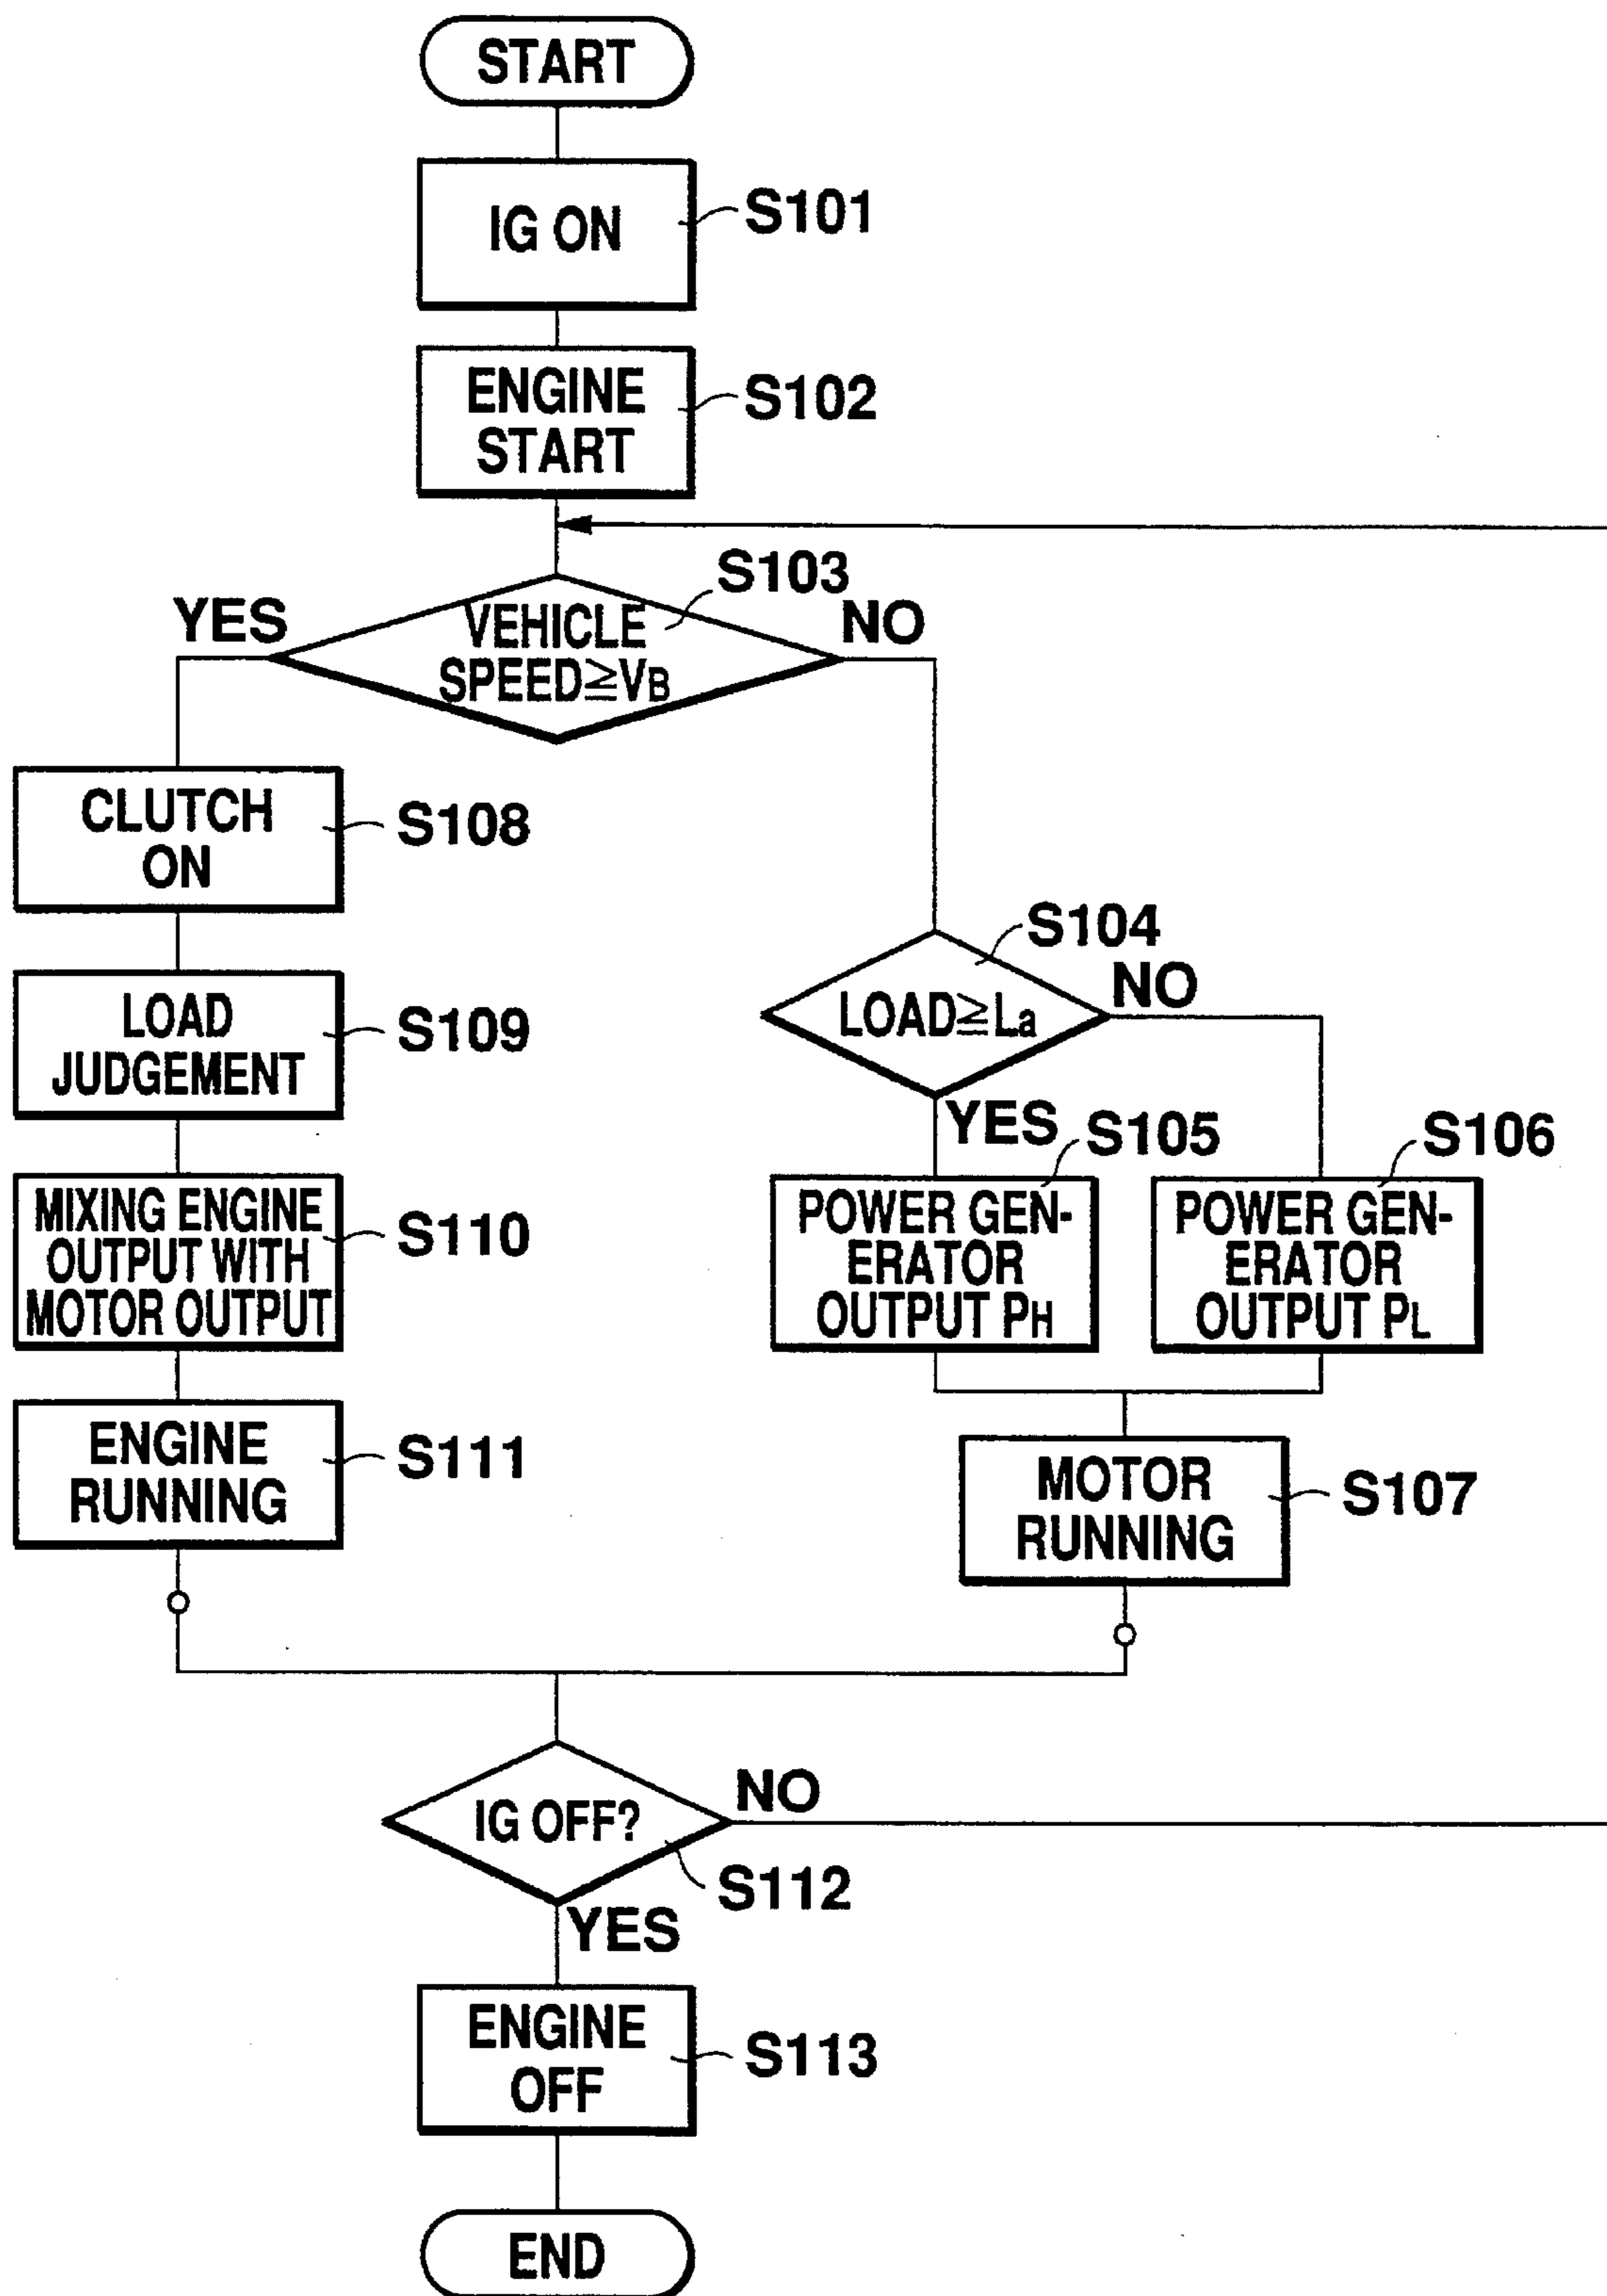 START
IG ON
S101
ENGINE
START
S102
S103
YES
VEHICLE
SPEED≧VB
NO
CLUTCH
ON
S108
S104
LOAD≧La
NO
YES
LOAD
JUDGEMENT
S109
S105
POWER GEN-
ERATOR
OUTPUT PH
S106
POWER GEN-
ERATOR
OUTPUT PL
MIXING ENGINE
OUTPUT WITH
MOTOR OUTPUT
S110
ENGINE
RUNNING
S111
MOTOR
RUNNING
S107
IG OFF?
NO
S112
YES
ENGINE
OFF
S113
END